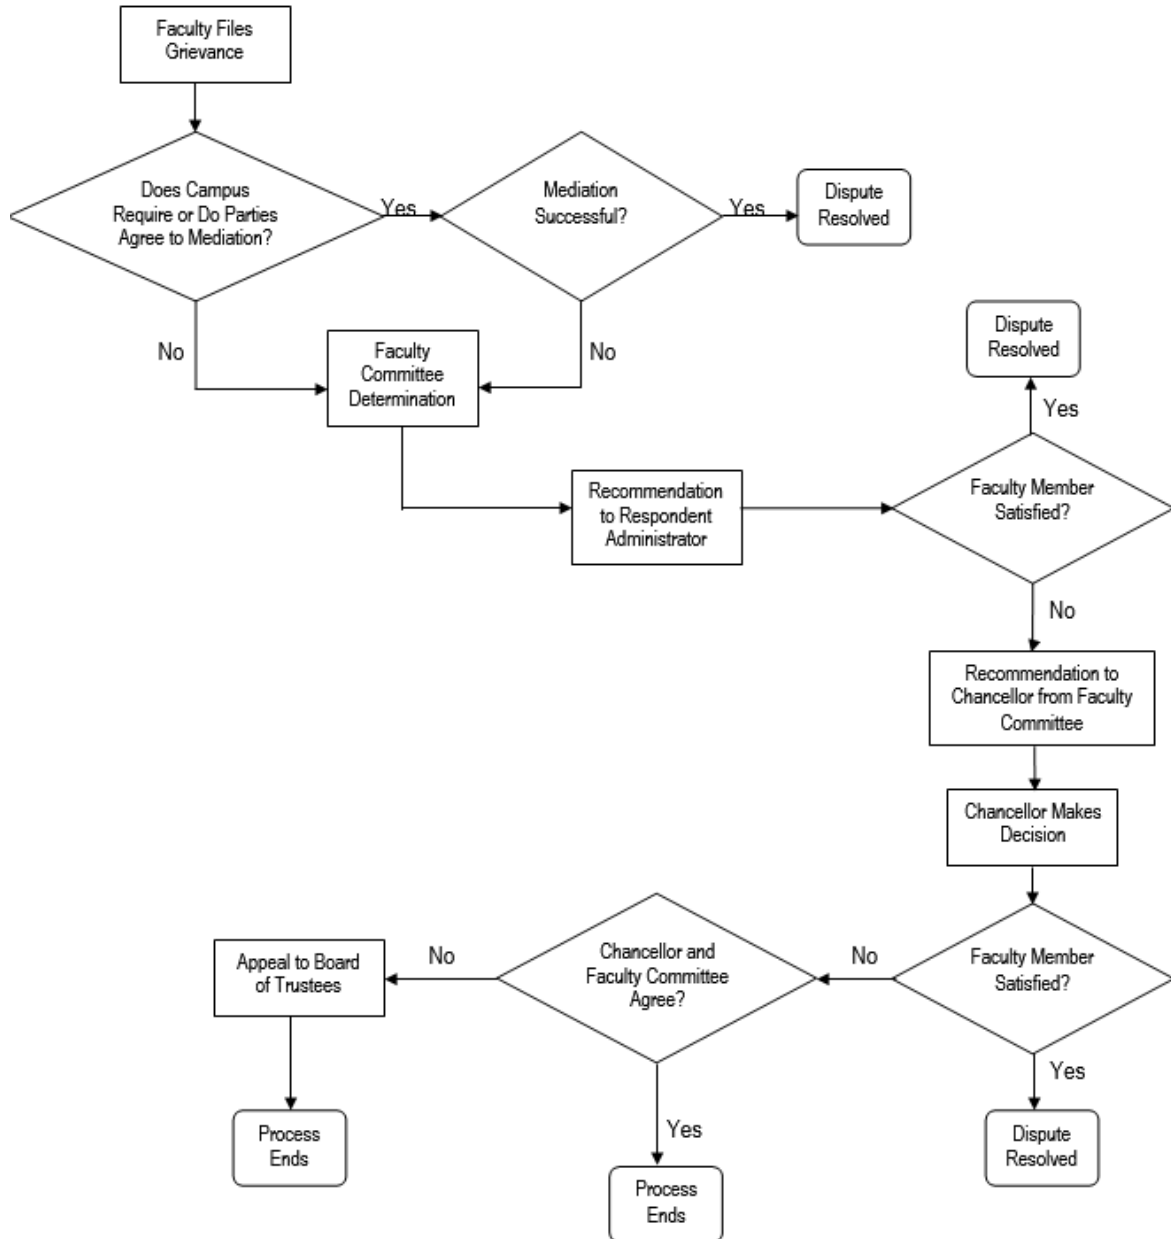 Faculty Files
Grievance
Does Campus
Require or Do Parties
Agree to Mediation?
Yes
Mediation
Successful?
Yes
Dispute
Resolved
No
No
Faculty
Committee
Determination
Dispute
Resolved
Yes
Recommendation
to Respondent
Administrator
Faculty Member
Satisfied?
No
Recommendation to
Chancellor from Faculty
Committee
Chancellor Makes
Decision
Faculty Member
Satisfied?
No
Chancellor and
Faculty Committee
Agree?
No
Appeal to Board
of Trustees
Yes
Dispute
Resolved
Yes
Process
Ends
Process
Ends